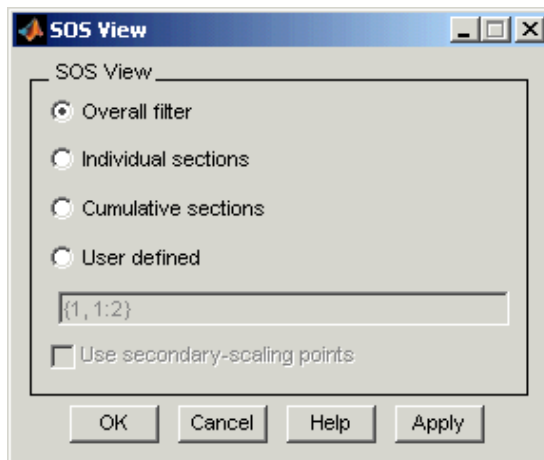 SOS View
SOS View
Overall filter
Individual sections
Cumulative sections
User defined
{1, 1:2}
Use secondary-scaling points
OK Cancel Help Apply